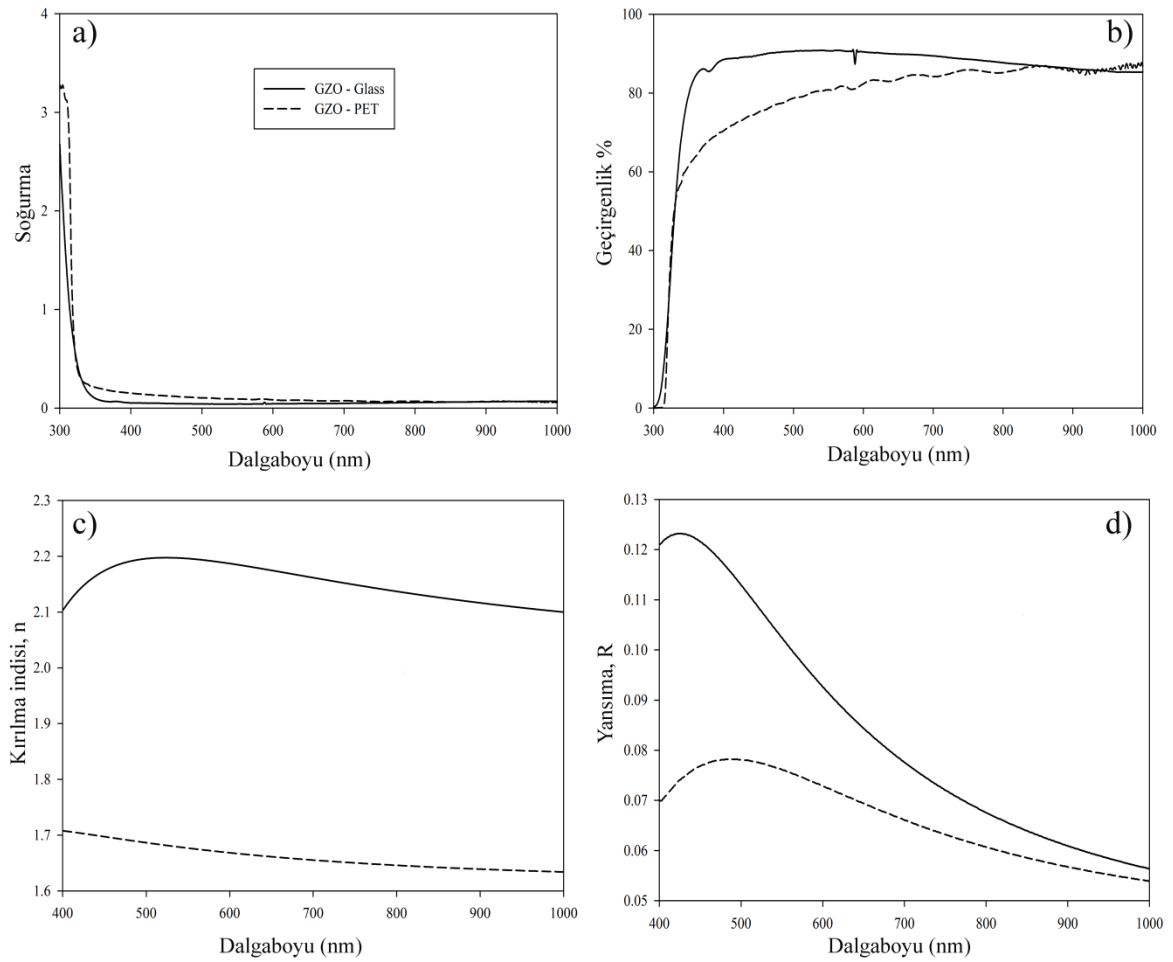 a)
4
3
2
1
0
Soğurma
GZO - Glass
GZO - PET
300 400 500 600 700 800 900 1000
Dalgaboyu (nm)
b)
100
80
60
40
20
0
Geçirgenlik %
300 400 500 600 700 800 900 1000
Dalgaboyu (nm)
c)
2.3
2.2
2.1
2.0
1.9
1.8
1.7
1.6
Kırılma indisi, n
400 500 600 700 800 900 1000
Dalgaboyu (nm)
d)
0.13
0.12
0.11
0.10
0.09
0.08
0.07
0.06
0.05
Yansıma, R
400 500 600 700 800 900 1000
Dalgaboyu (nm)